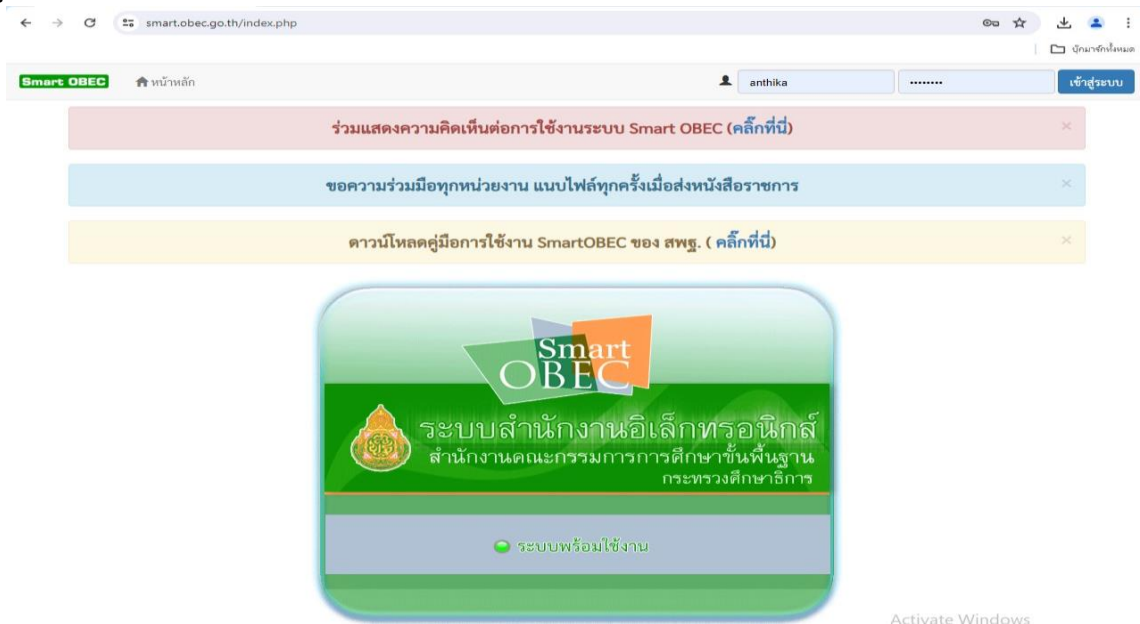 smart.obec.go.th/index.php
บุ๊กมาร์กทั้งหมด
Smart OBEC หน้าหลัก anthika •••••••• เข้าสู่ระบบ
ร่วมแสดงความคิดเห็นต่อการใช้งานระบบ Smart OBEC (คลิ๊กที่นี่) ×
ขอความร่วมมือทุกหน่วยงาน แนบไฟล์ทุกครั้งเมื่อส่งหนังสือราชการ ×
ดาวน์โหลดคู่มือการใช้งาน SmartOBEC ของ สพฐ. ( คลิ๊กที่นี่) ×
Smart
OBEC
ระบบสำนักงานอิเล็กทรอนิกส์
สำนักงานคณะกรรมการการศึกษาขั้นพื้นฐาน
กระทรวงศึกษาธิการ
ระบบพร้อมใช้งาน
Activate Windows